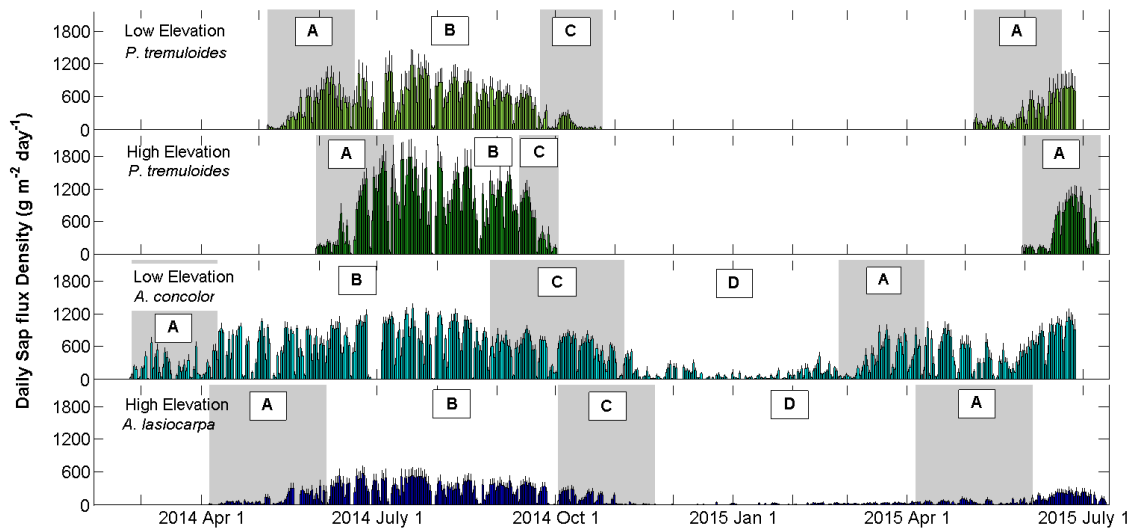 Daily Sap flux Density (g m⁻² day⁻¹)
1800
1200
600
0
Low Elevation
P. tremuloides
A
B
C
A
1800
1200
600
0
High Elevation
P. tremuloides
A
B
C
A
1800
1200
600
0
Low Elevation
A. concolor
A
B
C
D
A
1800
1200
600
0
High Elevation
A. lasiocarpa
A
B
C
D
A
2014 Apr 1 2014 July 1 2014 Oct 1 2015 Jan 1 2015 Apr 1 2015 July 1